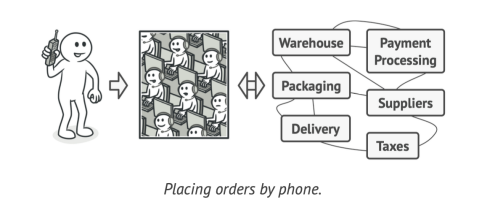 Warehouse
Payment
Processing
Packaging
Suppliers
Delivery
Taxes
Placing orders by phone.